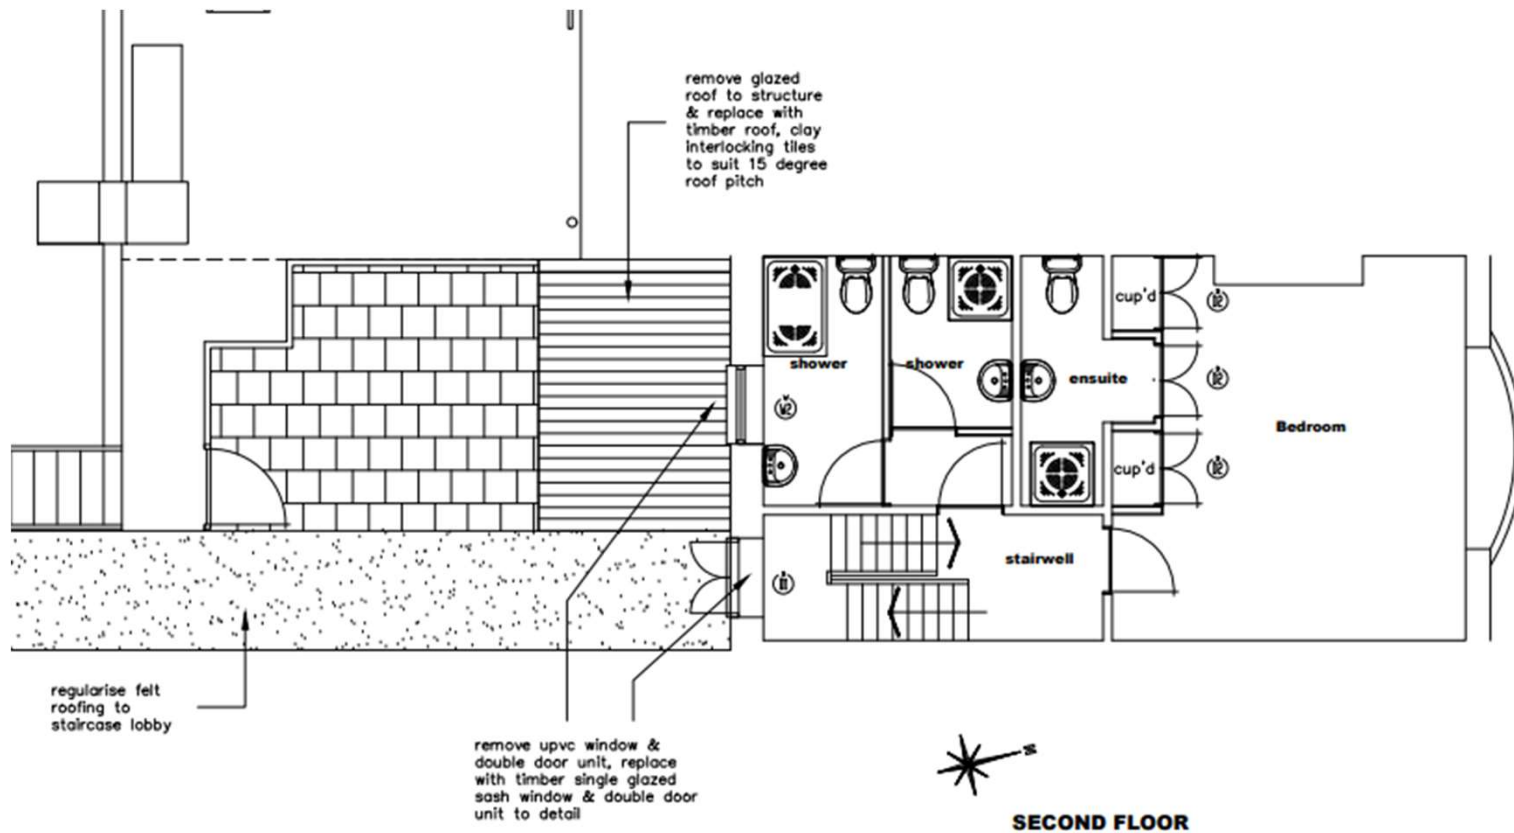 remove glazed
roof to structure
& replace with
timber roof, clay
interlocking tiles
to suit 15 degree
roof pitch
cup'd
shower
shower
ensuite
Bedroom
cup'd
stairwell
regularise felt
roofing to
staircase lobby
remove upvc window &
double door unit, replace
with timber single glazed
sash window & double door
unit to detail
N
SECOND FLOOR